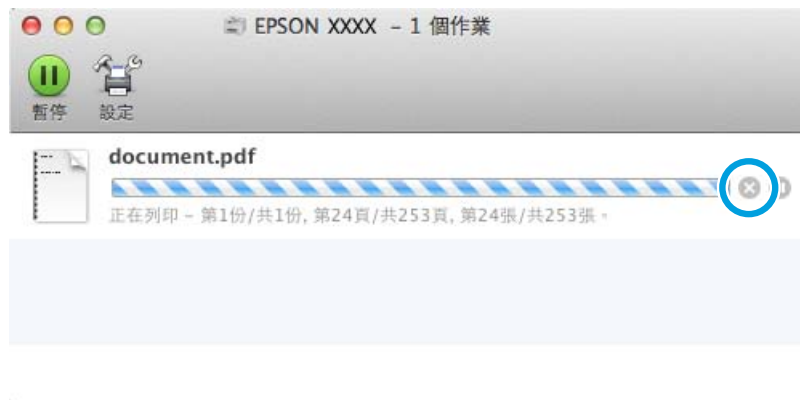 EPSON XXXX – 1 個作業
暫停 設定
document.pdf
正在列印 – 第1份/共1份, 第24頁/共253頁, 第24張/共253張。